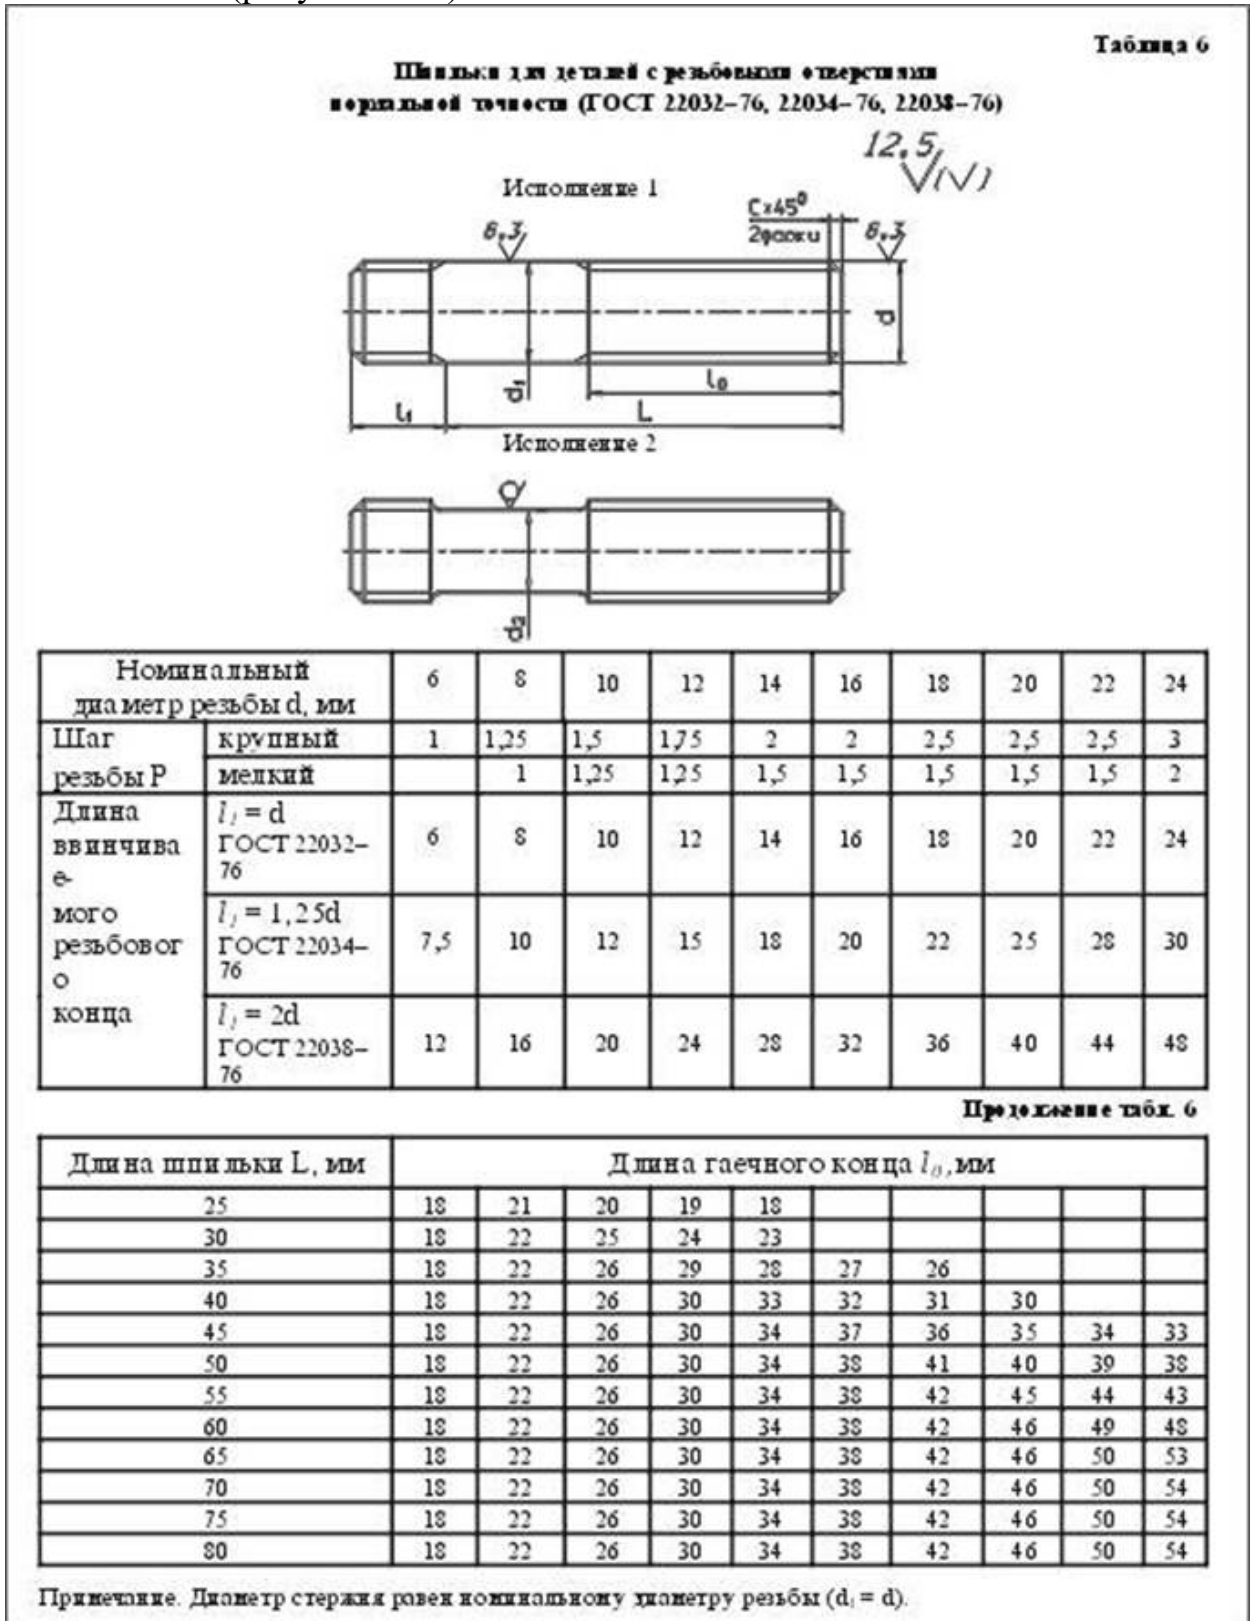 Таблица 6
Шпильки для деталей с резьбовыми отверстиями
нормальной точности (ГОСТ 22032–76, 22034–76, 22038–76)
12.5
(√)
Исполнение 1
С×45⁰
2фаски
6.3
6.3
d
d₁
l₀
l₁
L
Исполнение 2
d₂
Номинальный
диаметр резьбы d, мм
6 8 10 12 14 16 18 20 22 24
Шаг
резьбы P
крупный 1 1,25 1,5 1,75 2 2 2,5 2,5 2,5 3
мелкий 1 1,25 1,25 1,5 1,5 1,5 1,5 1,5 2
Длина
ввинчива
е-
мого
резьбовог
о
конца
l₁ = d
ГОСТ 22032–
76
6 8 10 12 14 16 18 20 22 24
l₁ = 1,25d
ГОСТ 22034–
76
7,5 10 12 15 18 20 22 25 28 30
l₁ = 2d
ГОСТ 22038–
76
12 16 20 24 28 32 36 40 44 48
Продолжение табл. 6
Длина шпильки L, мм Длина гаечного конца l₀, мм
25 18 21 20 19 18
30 18 22 25 24 23
35 18 22 26 29 28 27 26
40 18 22 26 30 33 32 31 30
45 18 22 26 30 34 37 36 35 34 33
50 18 22 26 30 34 38 41 40 39 38
55 18 22 26 30 34 38 42 45 44 43
60 18 22 26 30 34 38 42 46 49 48
65 18 22 26 30 34 38 42 46 50 53
70 18 22 26 30 34 38 42 46 50 54
75 18 22 26 30 34 38 42 46 50 54
80 18 22 26 30 34 38 42 46 50 54
Примечание. Диаметр стержня равен номинальному диаметру резьбы (d₁ = d).